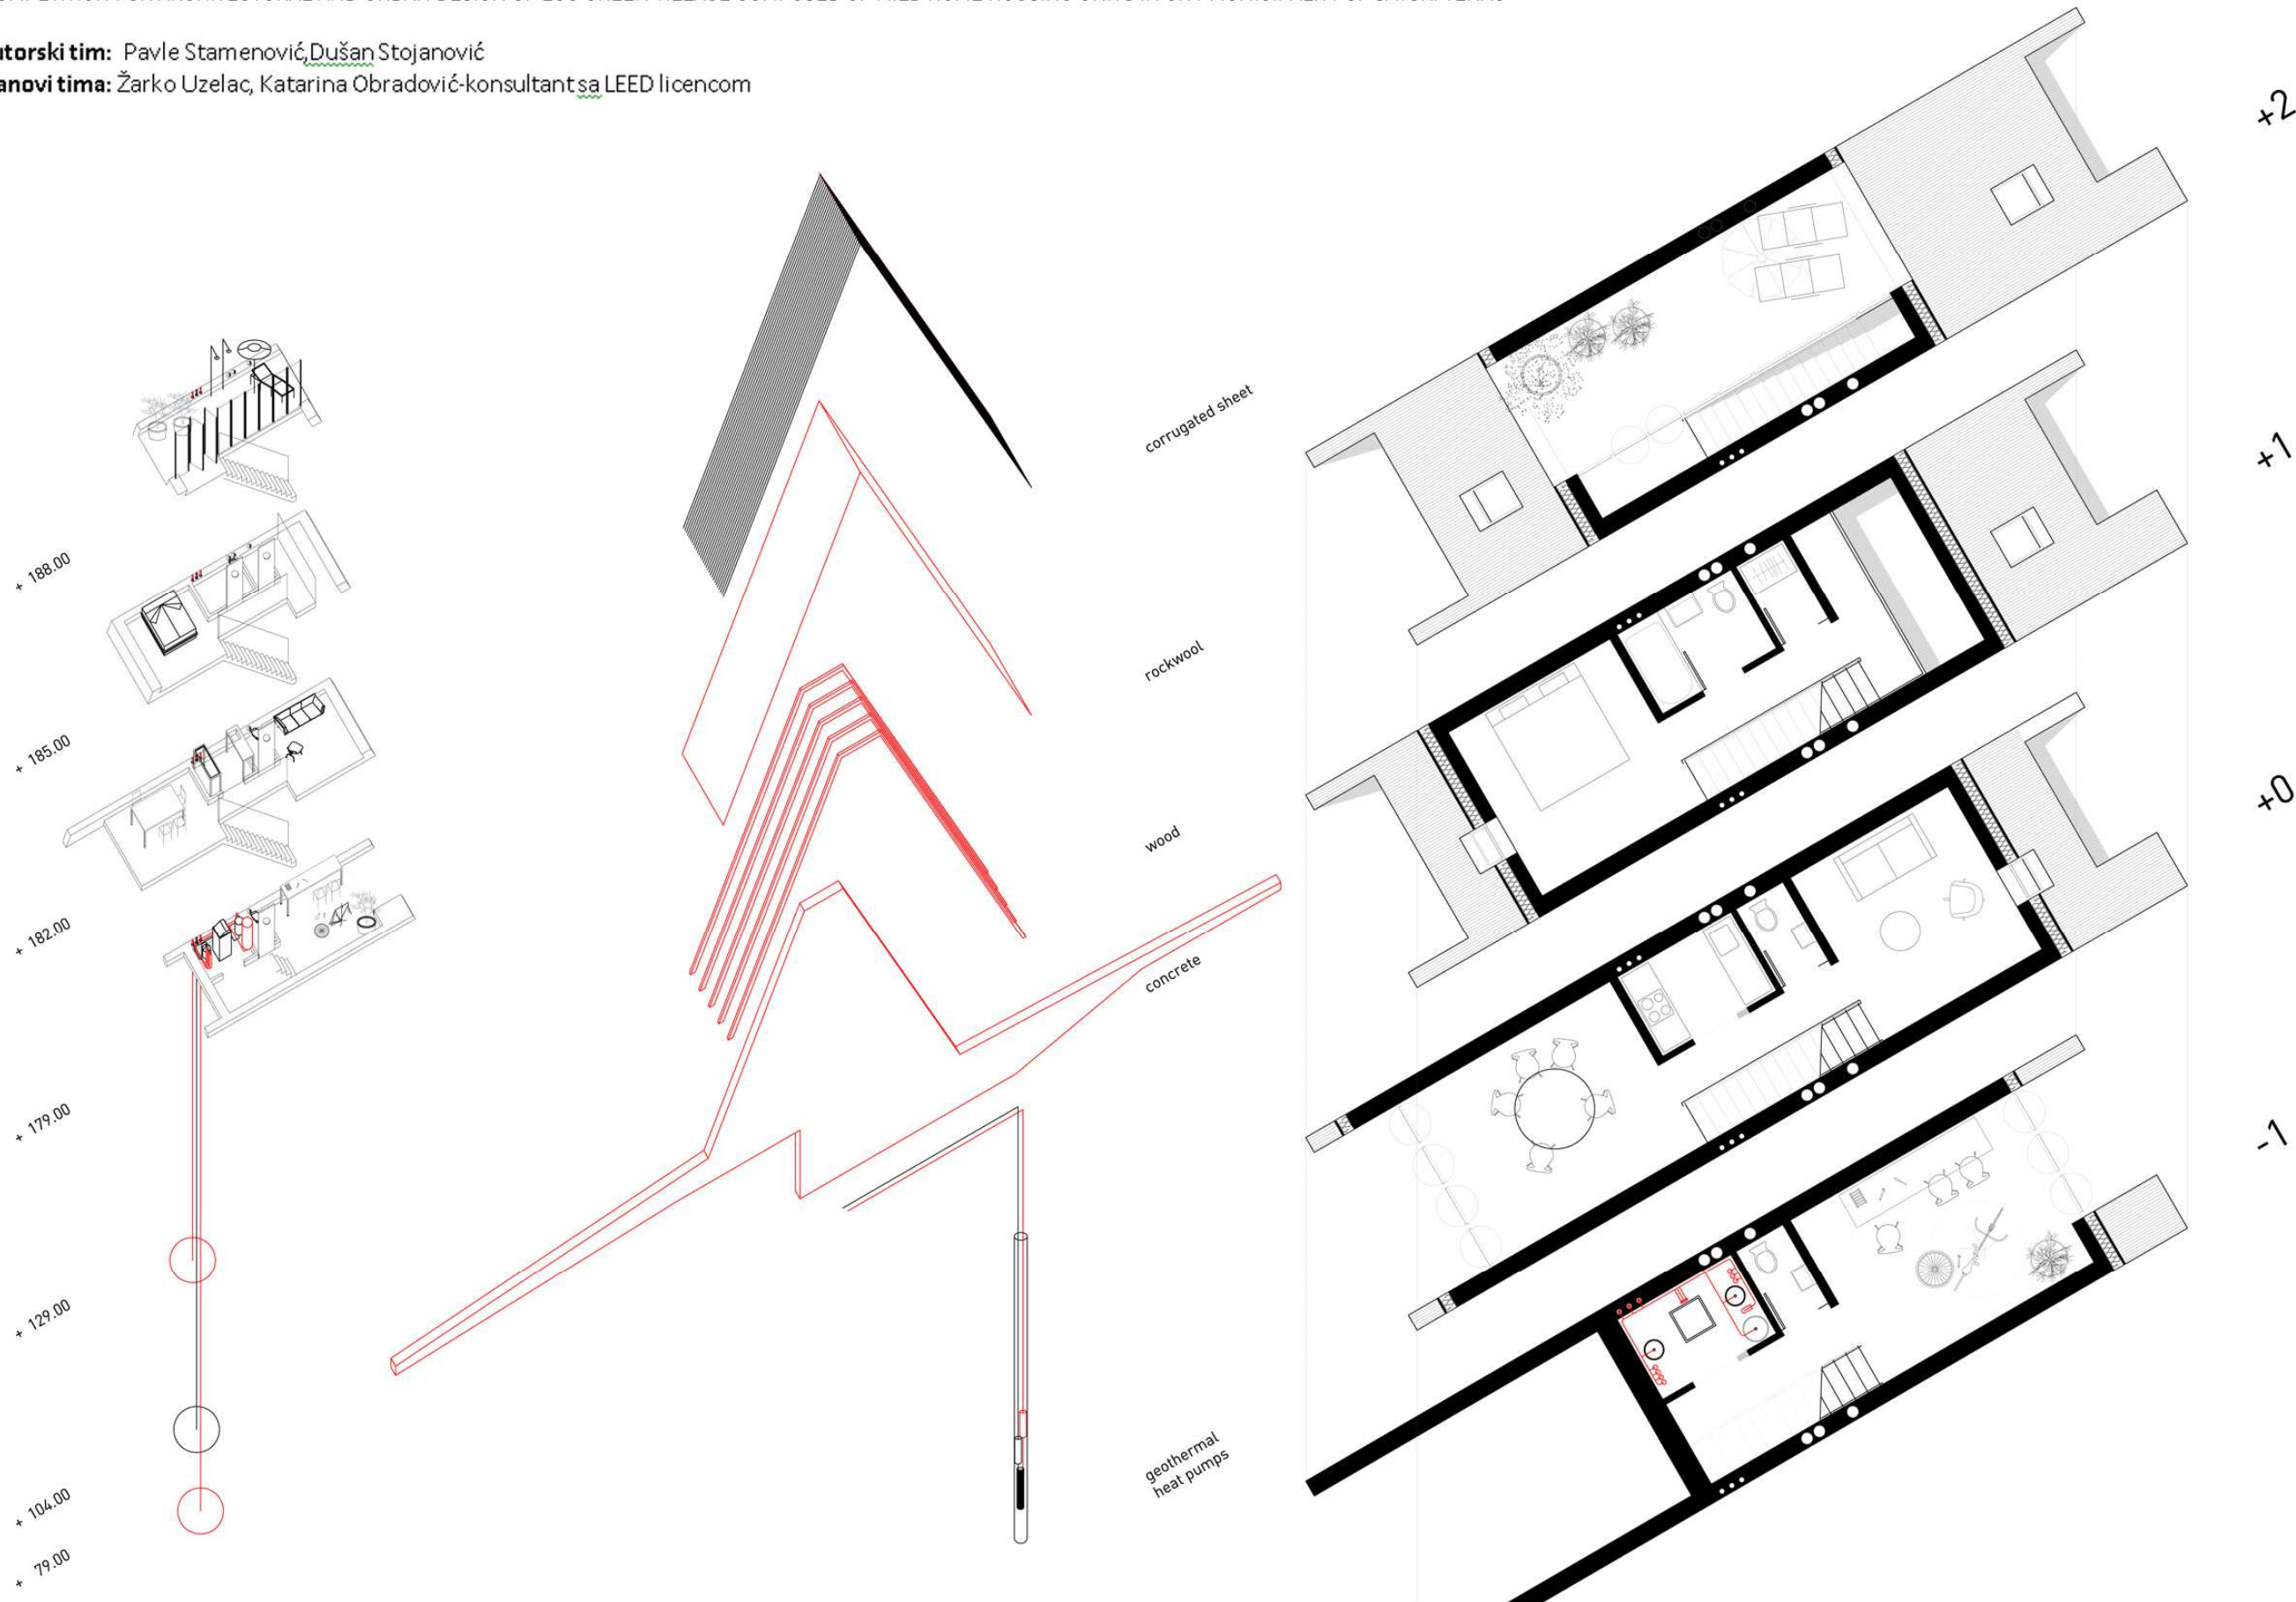 utorski tim: Pavle Stamenović,Dušan Stojanović
anovi tima: Žarko Uzelac, Katarina Obradović-konsultant sa LEED licencom
+2
corrugated sheet
+1
+ 188.00
rockwool
+ 185.00
+0
wood
+ 182.00
concrete
+ 179.00
-1
+ 129.00
geothermal
heat pumps
+ 104.00
+ 79.00